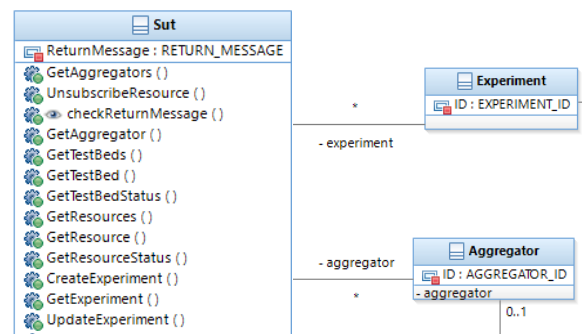 Sut
ReturnMessage : RETURN_MESSAGE
GetAggregators ()
UnsubscribeResource ()
checkReturnMessage ()
GetAggregator ()
GetTestBeds ()
GetTestBed ()
GetTestBedStatus ()
GetResources ()
GetResource ()
GetResourceStatus ()
CreateExperiment ()
GetExperiment ()
UpdateExperiment ()
*
- experiment
Experiment
ID : EXPERIMENT_ID
- aggregator
*
Aggregator
ID : AGGREGATOR_ID
- aggregator
0..1